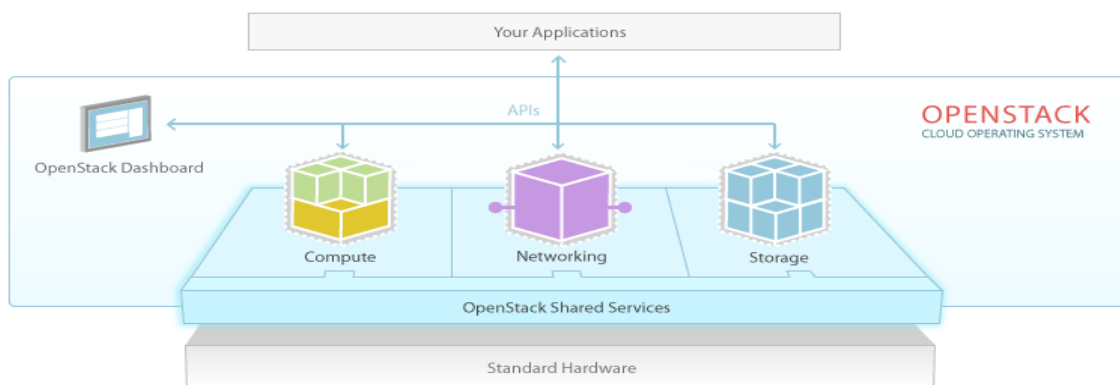 Your Applications
APIs
OPENSTACK
CLOUD OPERATING SYSTEM
OpenStack Dashboard
Compute
Networking
Storage
OpenStack Shared Services
Standard Hardware